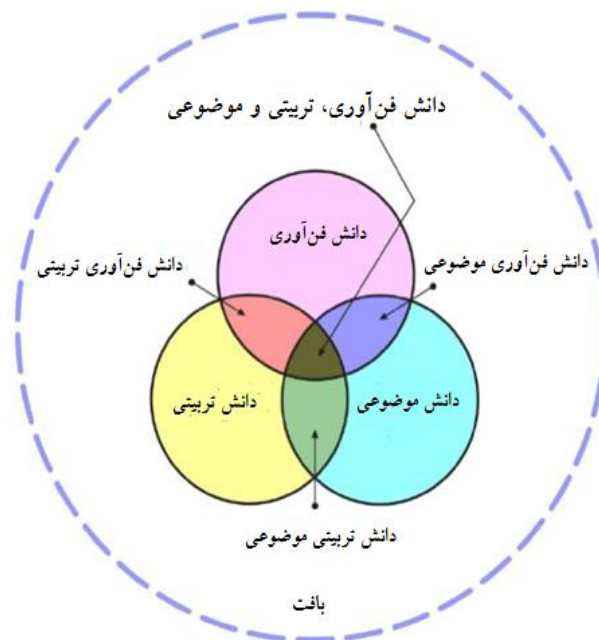 دانش فن‌آوری، تربیتی و موضوعی
دانش فن‌آوری
دانش فن‌آوری موضوعی
دانش فن‌آوری تربیتی
دانش موضوعی
دانش تربیتی
دانش تربیتی موضوعی
بافت